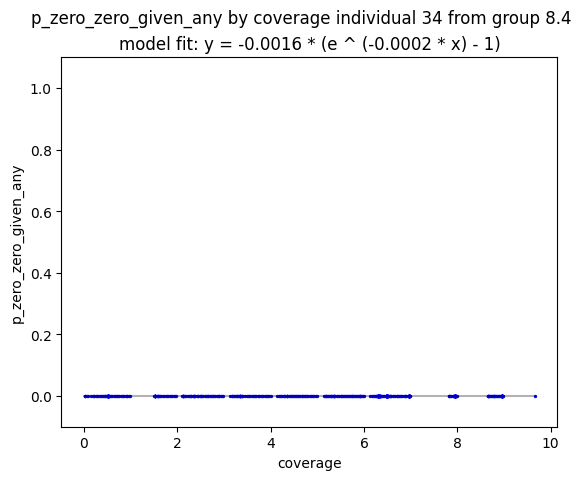 p_zero_zero_given_any by coverage individual 34 from group 8.4
model fit: y = -0.0016 * (e ^ (-0.0002 * x) - 1)
1.0
0.8
0.6
0.4
0.2
0.0
p_zero_zero_given_any
0 2 4 6 8 10
coverage